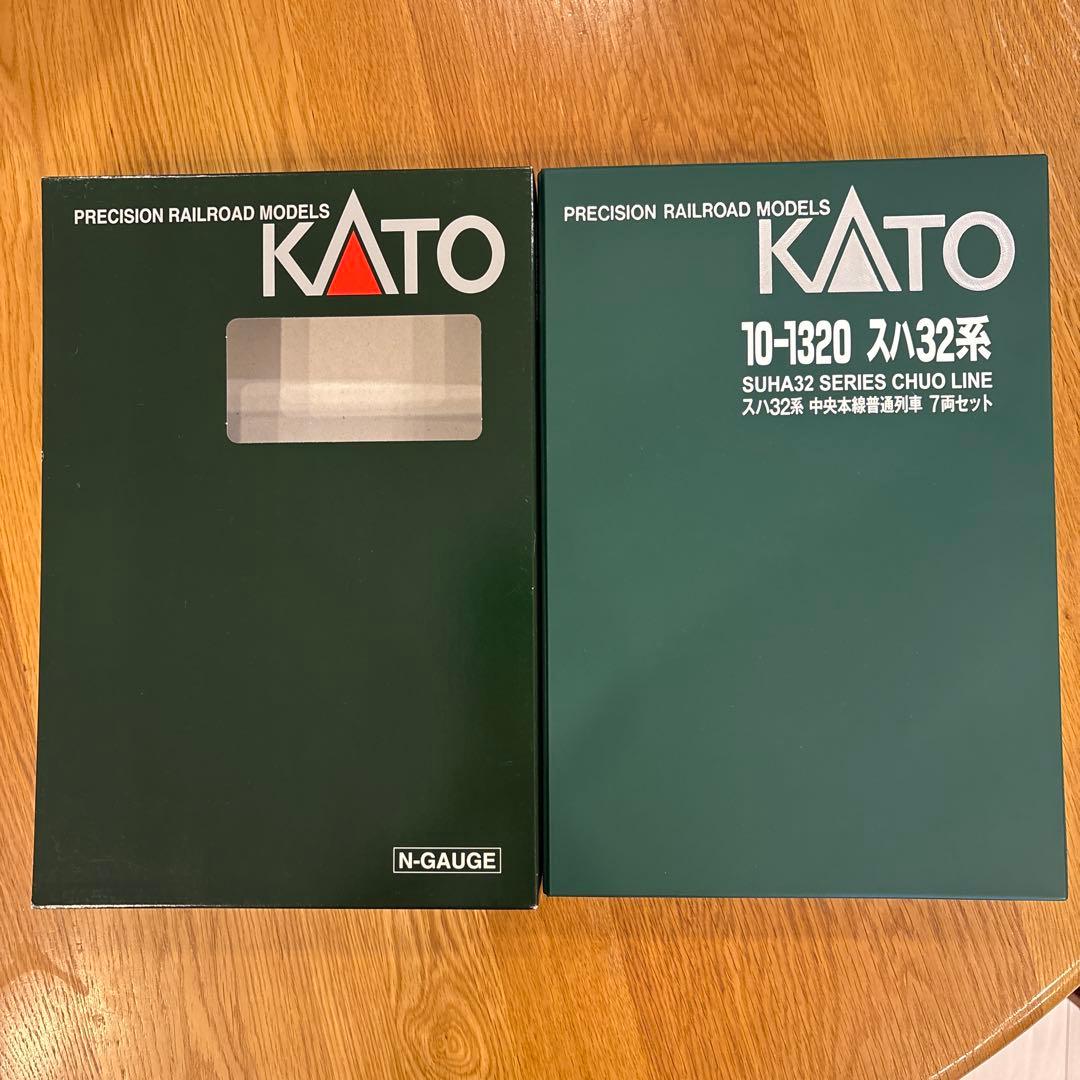 PRECISION RAILROAD MODELS
KATO
N-GAUGE
PRECISION RAILROAD MODELS
KATO
10-1320 スハ32系
SUHA32 SERIES CHUO LINE
スハ32系 中央本線普通列車 7両セット